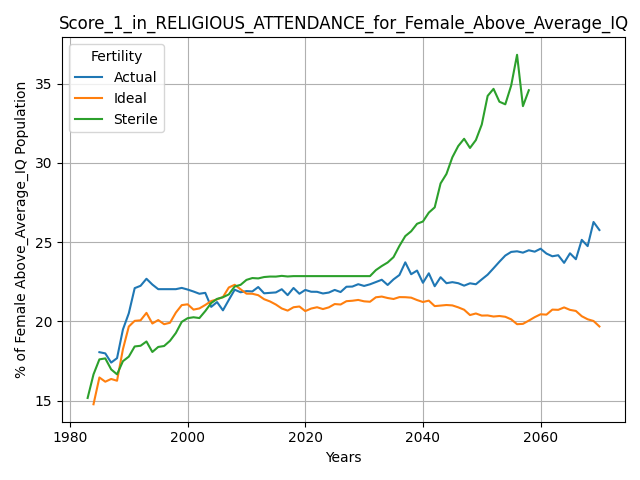 Score_1_in_RELIGIOUS_ATTENDANCE_for_Female_Above_Average_IQ
Fertility
Actual
Ideal
Sterile
% of Female Above_Average_IQ Population
35
30
25
20
15
1980
2000
2020
2040
2060
Years